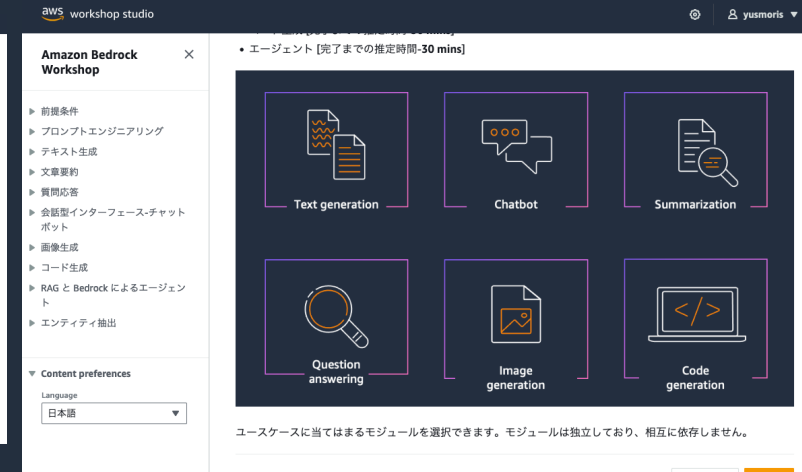 aws workshop studio
yusmoris
Amazon Bedrock
Workshop
前提条件
プロンプトエンジニアリング
テキスト生成
文章要約
質問応答
会話型インターフェース-チャット
ボット
画像生成
コード生成
RAG と Bedrock によるエージェン
ト
エンティティ抽出
Content preferences
Language
日本語
• エージェント [完了までの推定時間-30 mins]
Text generation
Chatbot
Summarization
Question
answering
Image
generation
Code
generation
ユースケースに当てはまるモジュールを選択できます。モジュールは独立しており、相互に依存しません。